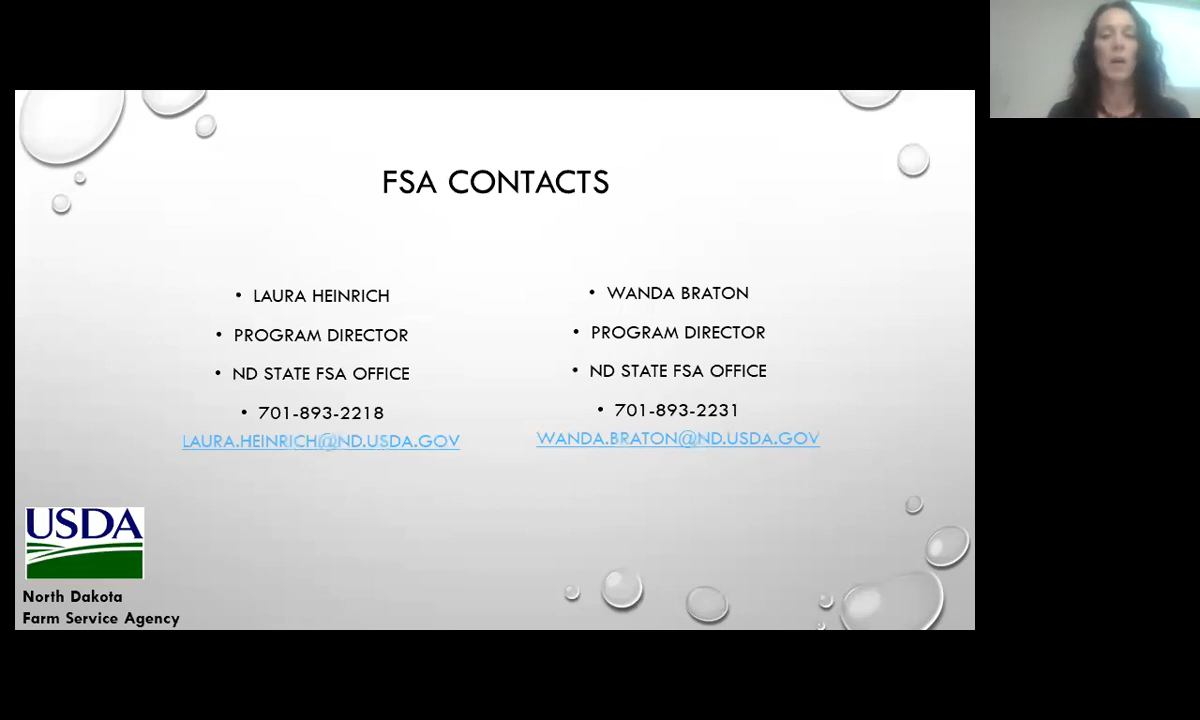 FSA CONTACTS
• LAURA HEINRICH
• PROGRAM DIRECTOR
• ND STATE FSA OFFICE
• 701-893-2218
LAURA.HEINRICH@ND.USDA.GOV
• WANDA BRATON
• PROGRAM DIRECTOR
• ND STATE FSA OFFICE
• 701-893-2231
WANDA.BRATON@ND.USDA.GOV
USDA
North Dakota
Farm Service Agency